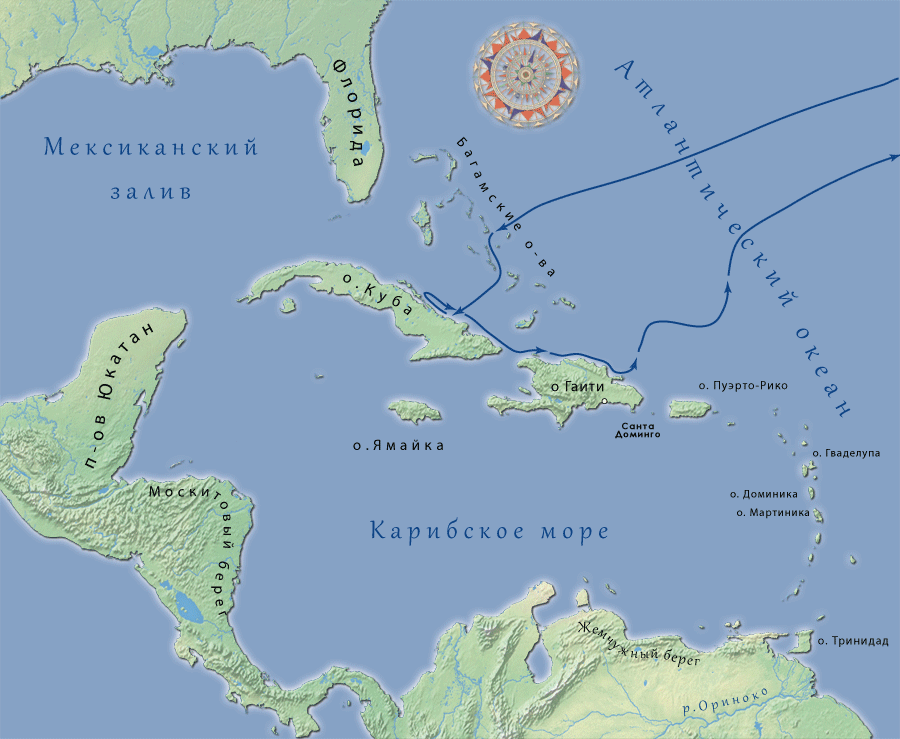 Флорида
Атлантический океан
Мексиканский
залив
Багамские о-ва
о.Куба
п-ов Юкатан
о Гаити
о. Пуэрто-Рико
Санта
Доминго
о.Ямайка
о. Гваделупа
Москитовый берег
о. Доминика
о. Мартиника
Карибское море
Жемчужный берег
о. Тринидад
р.Ориноко